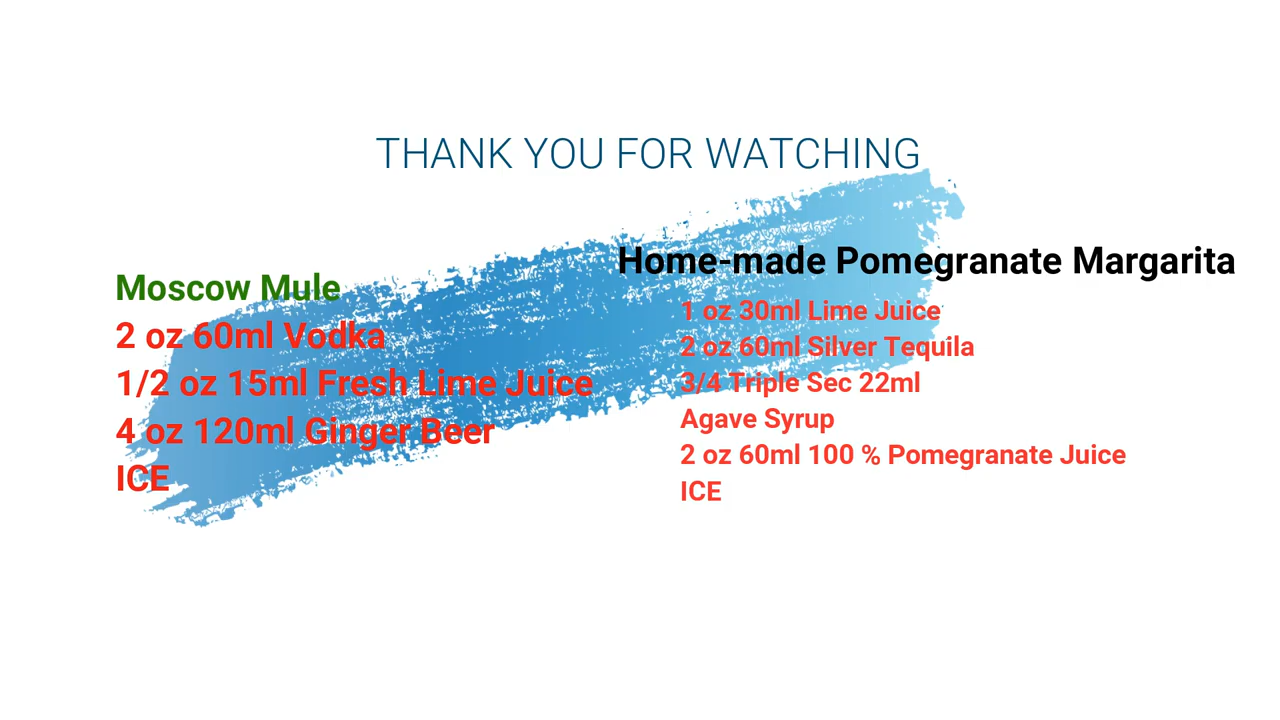 THANK YOU FOR WATCHING
Moscow Mule
2 oz 60ml Vodka
1/2 oz 15ml Fresh Lime Juice
4 oz 120ml Ginger Beer
ICE
Home-made Pomegranate Margarita
1 oz 30ml Lime Juice
2 oz 60ml Silver Tequila
3/4 Triple Sec 22ml
Agave Syrup
2 oz 60ml 100 % Pomegranate Juice
ICE